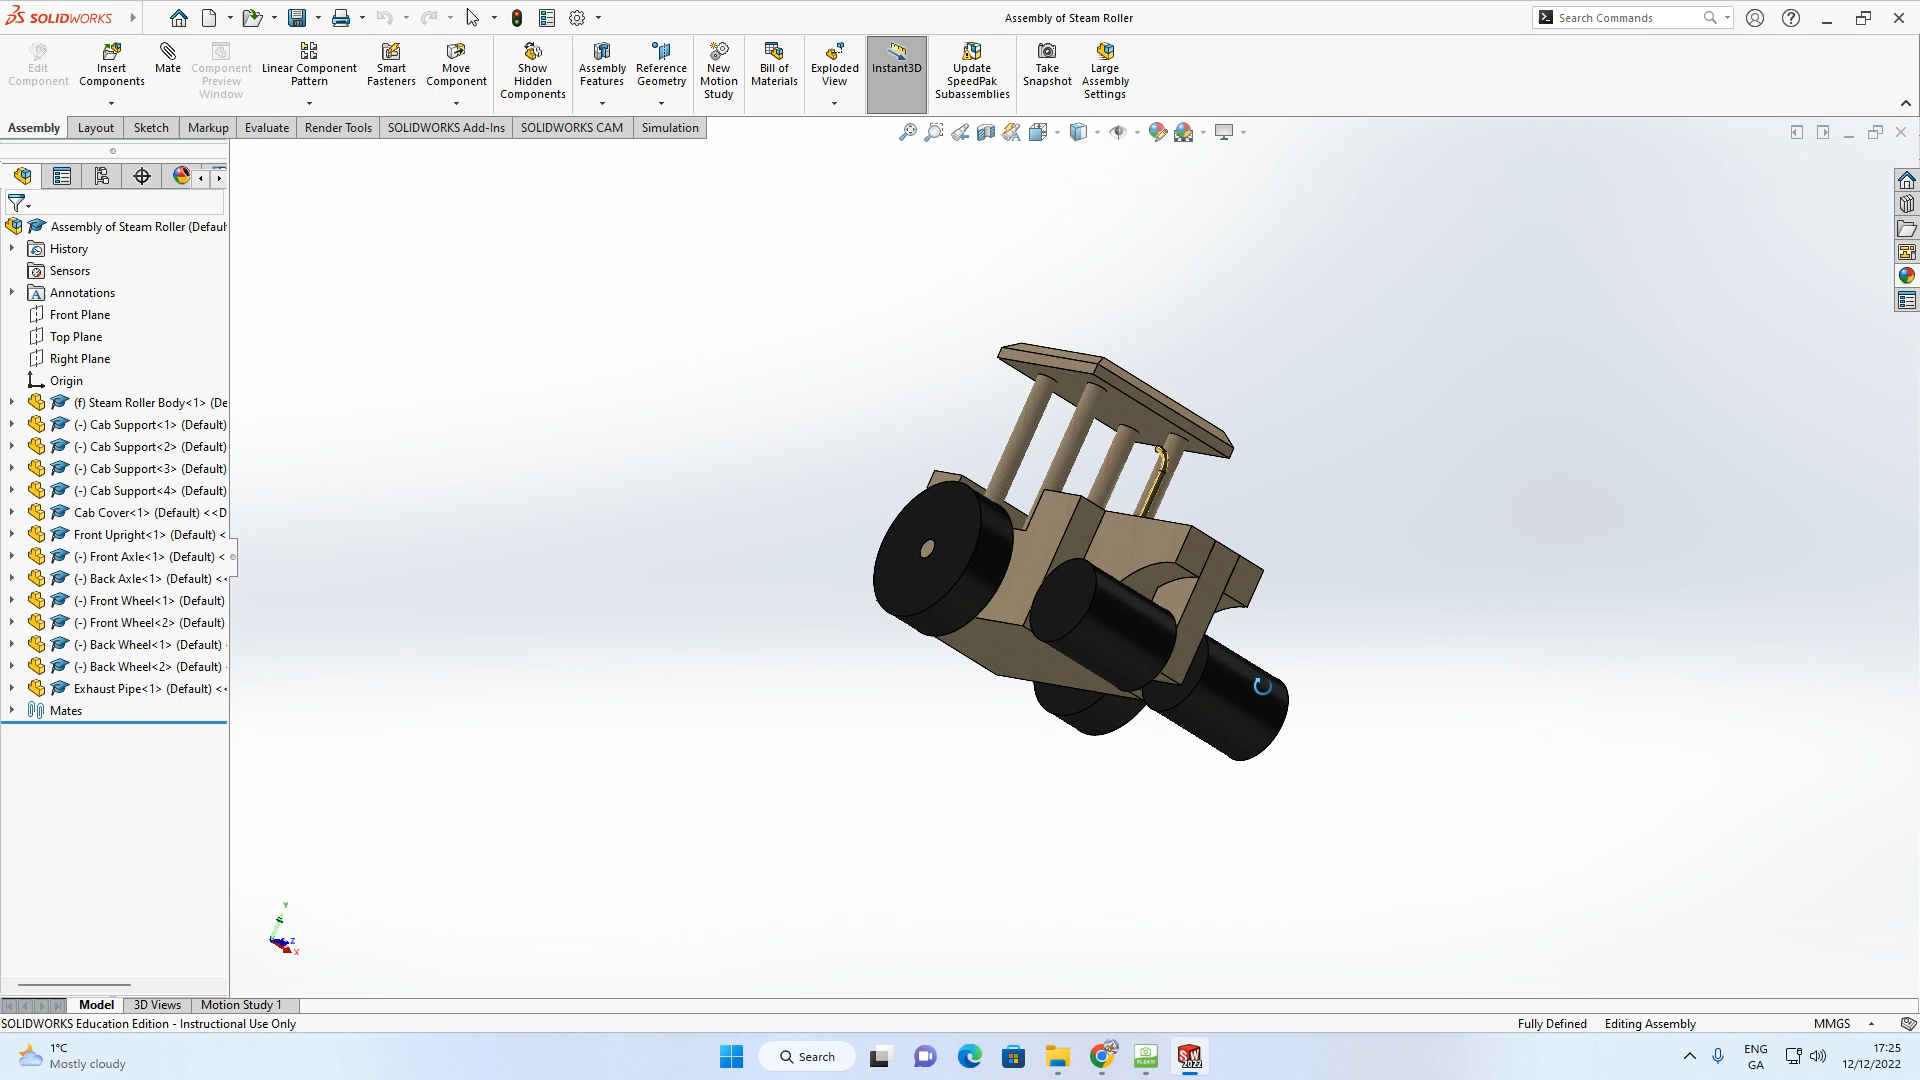 SOLIDWORKS
Assembly of Steam Roller
Search Commands
Edit Component
Insert Components
Mate
Component Preview Window
Linear Component Pattern
Smart Fasteners
Move Component
Show Hidden Components
Assembly Features
Reference Geometry
New Motion Study
Bill of Materials
Exploded View
Instant3D
Update SpeedPak Subassemblies
Take Snapshot
Large Assembly Settings
Assembly
Layout
Sketch
Markup
Evaluate
Render Tools
SOLIDWORKS Add-Ins
SOLIDWORKS CAM
Simulation
Assembly of Steam Roller (Defaul
History
Sensors
Annotations
Front Plane
Top Plane
Right Plane
Origin
(f) Steam Roller Body<1> (De
(-) Cab Support<1> (Default)
(-) Cab Support<2> (Default)
(-) Cab Support<3> (Default)
(-) Cab Support<4> (Default)
Cab Cover<1> (Default) <<D
Front Upright<1> (Default) <
(-) Front Axle<1> (Default) <
(-) Back Axle<1> (Default) <<
(-) Front Wheel<1> (Default)
(-) Front Wheel<2> (Default)
(-) Back Wheel<1> (Default)
(-) Back Wheel<2> (Default)
Exhaust Pipe<1> (Default) <<
Mates
Y
Z
X
Model
3D Views
Motion Study 1
SOLIDWORKS Education Edition - Instructional Use Only
Fully Defined
Editing Assembly
MMGS
1°C
Mostly cloudy
Search
SW
2022
ENG
GA
17:25
12/12/2022